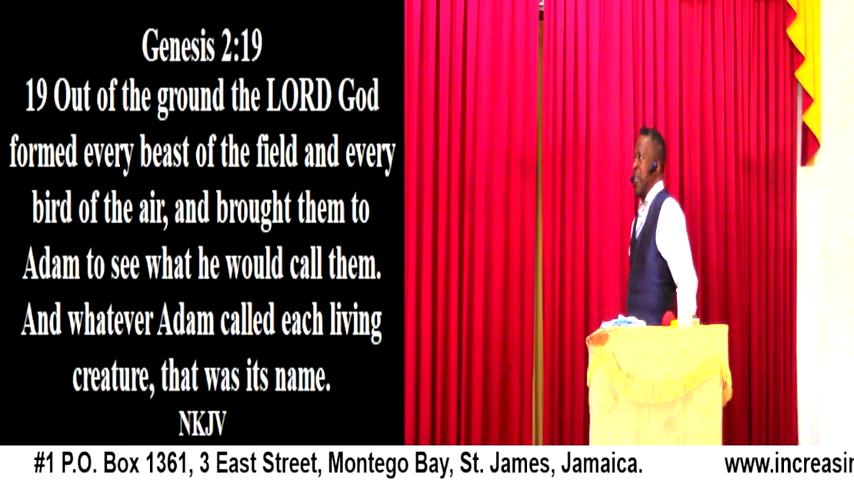 Genesis 2:19
19 Out of the ground the LORD God
formed every beast of the field and every
bird of the air, and brought them to
Adam to see what he would call them.
And whatever Adam called each living
creature, that was its name.
NKJV
#1 P.O. Box 1361, 3 East Street, Montego Bay, St. James, Jamaica. www.increasin